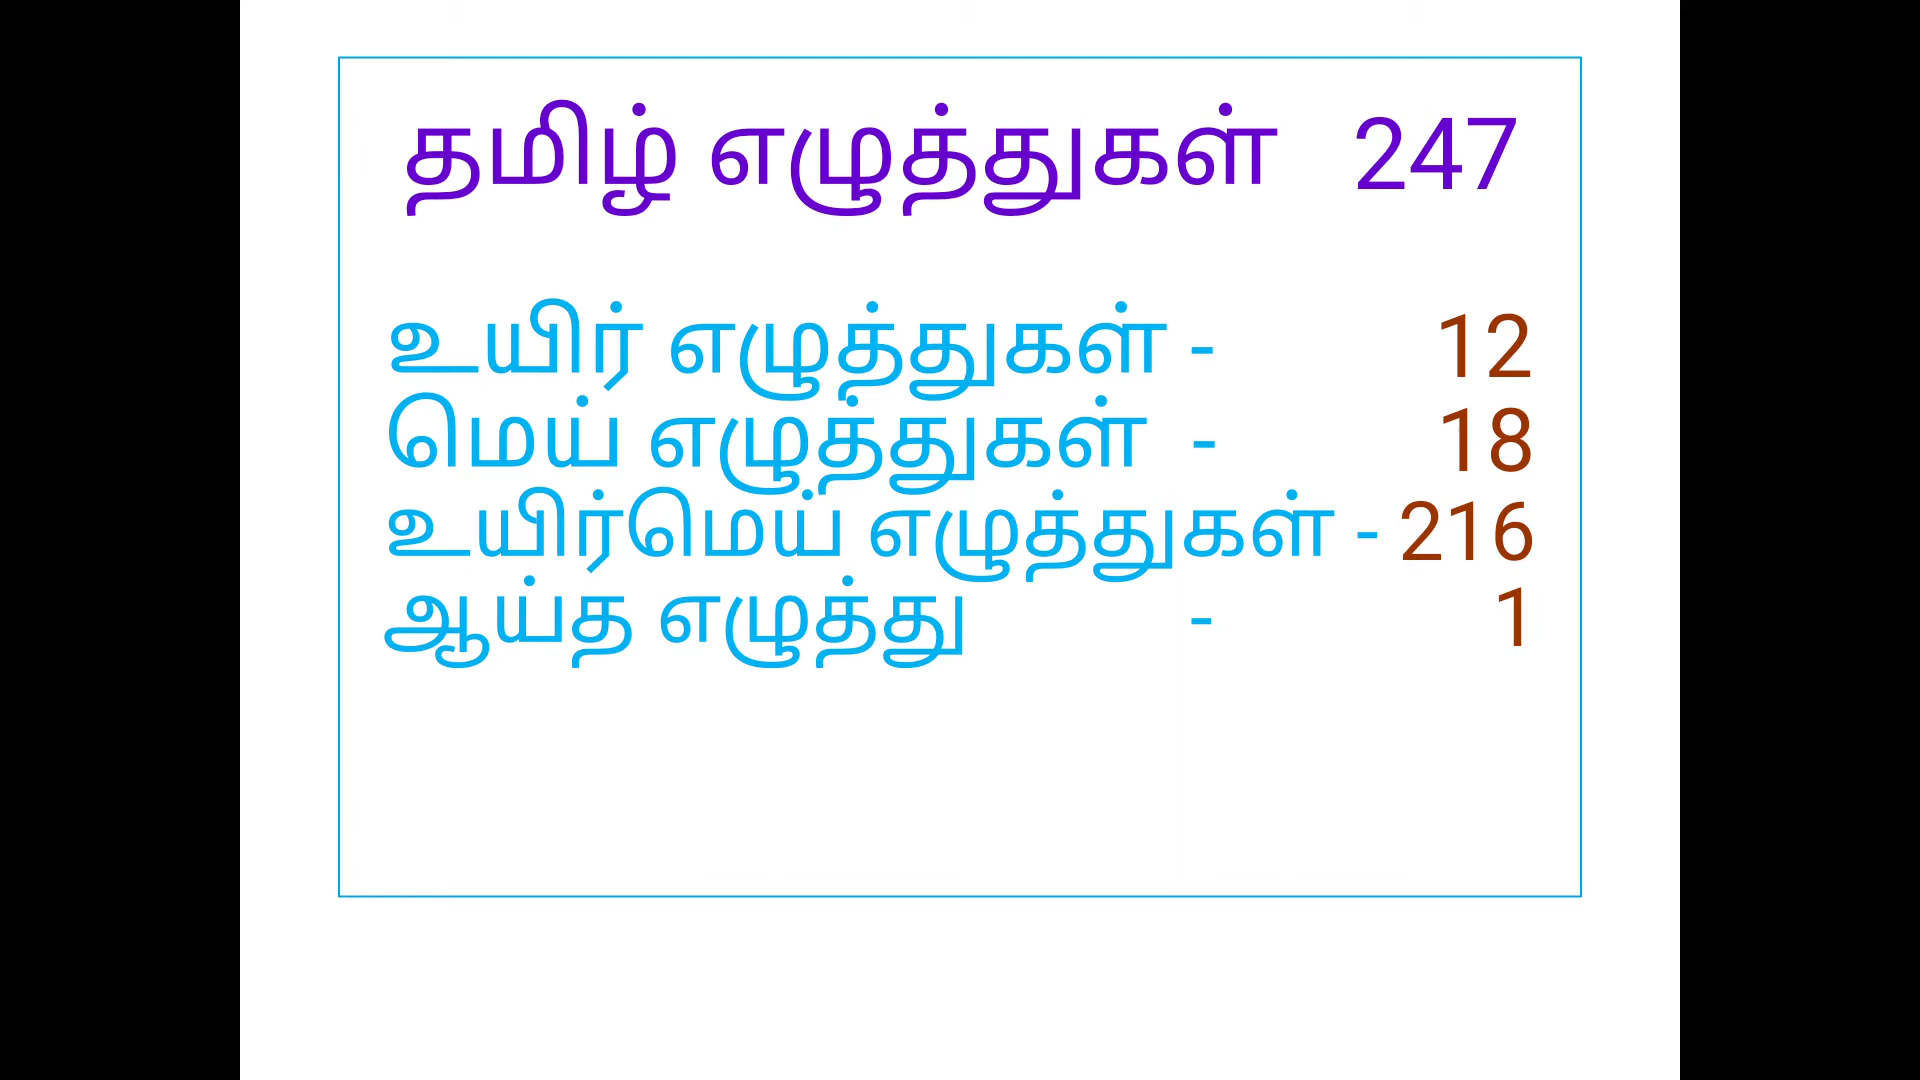 தமிழ் எழுத்துகள் 247
உயிர் எழுத்துகள் - 12
மெய் எழுத்துகள் - 18
உயிர்மெய் எழுத்துகள் - 216
ஆய்த எழுத்து - 1